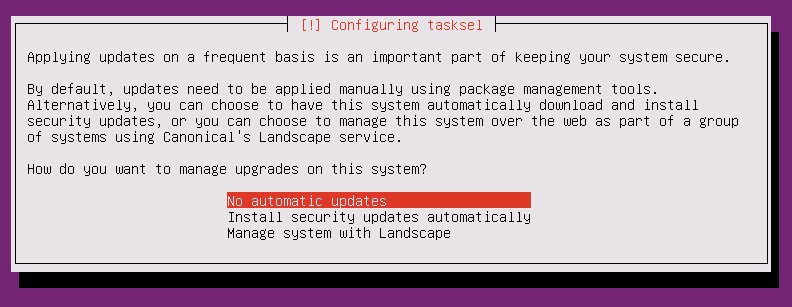 [!] Configuring tasksel
Applying updates on a frequent basis is an important part of keeping your system secure.
By default, updates need to be applied manually using package management tools.
Alternatively, you can choose to have this system automatically download and install
security updates, or you can choose to manage this system over the web as part of a group
of systems using Canonical's Landscape service.
How do you want to manage upgrades on this system?
No automatic updates
Install security updates automatically
Manage system with Landscape